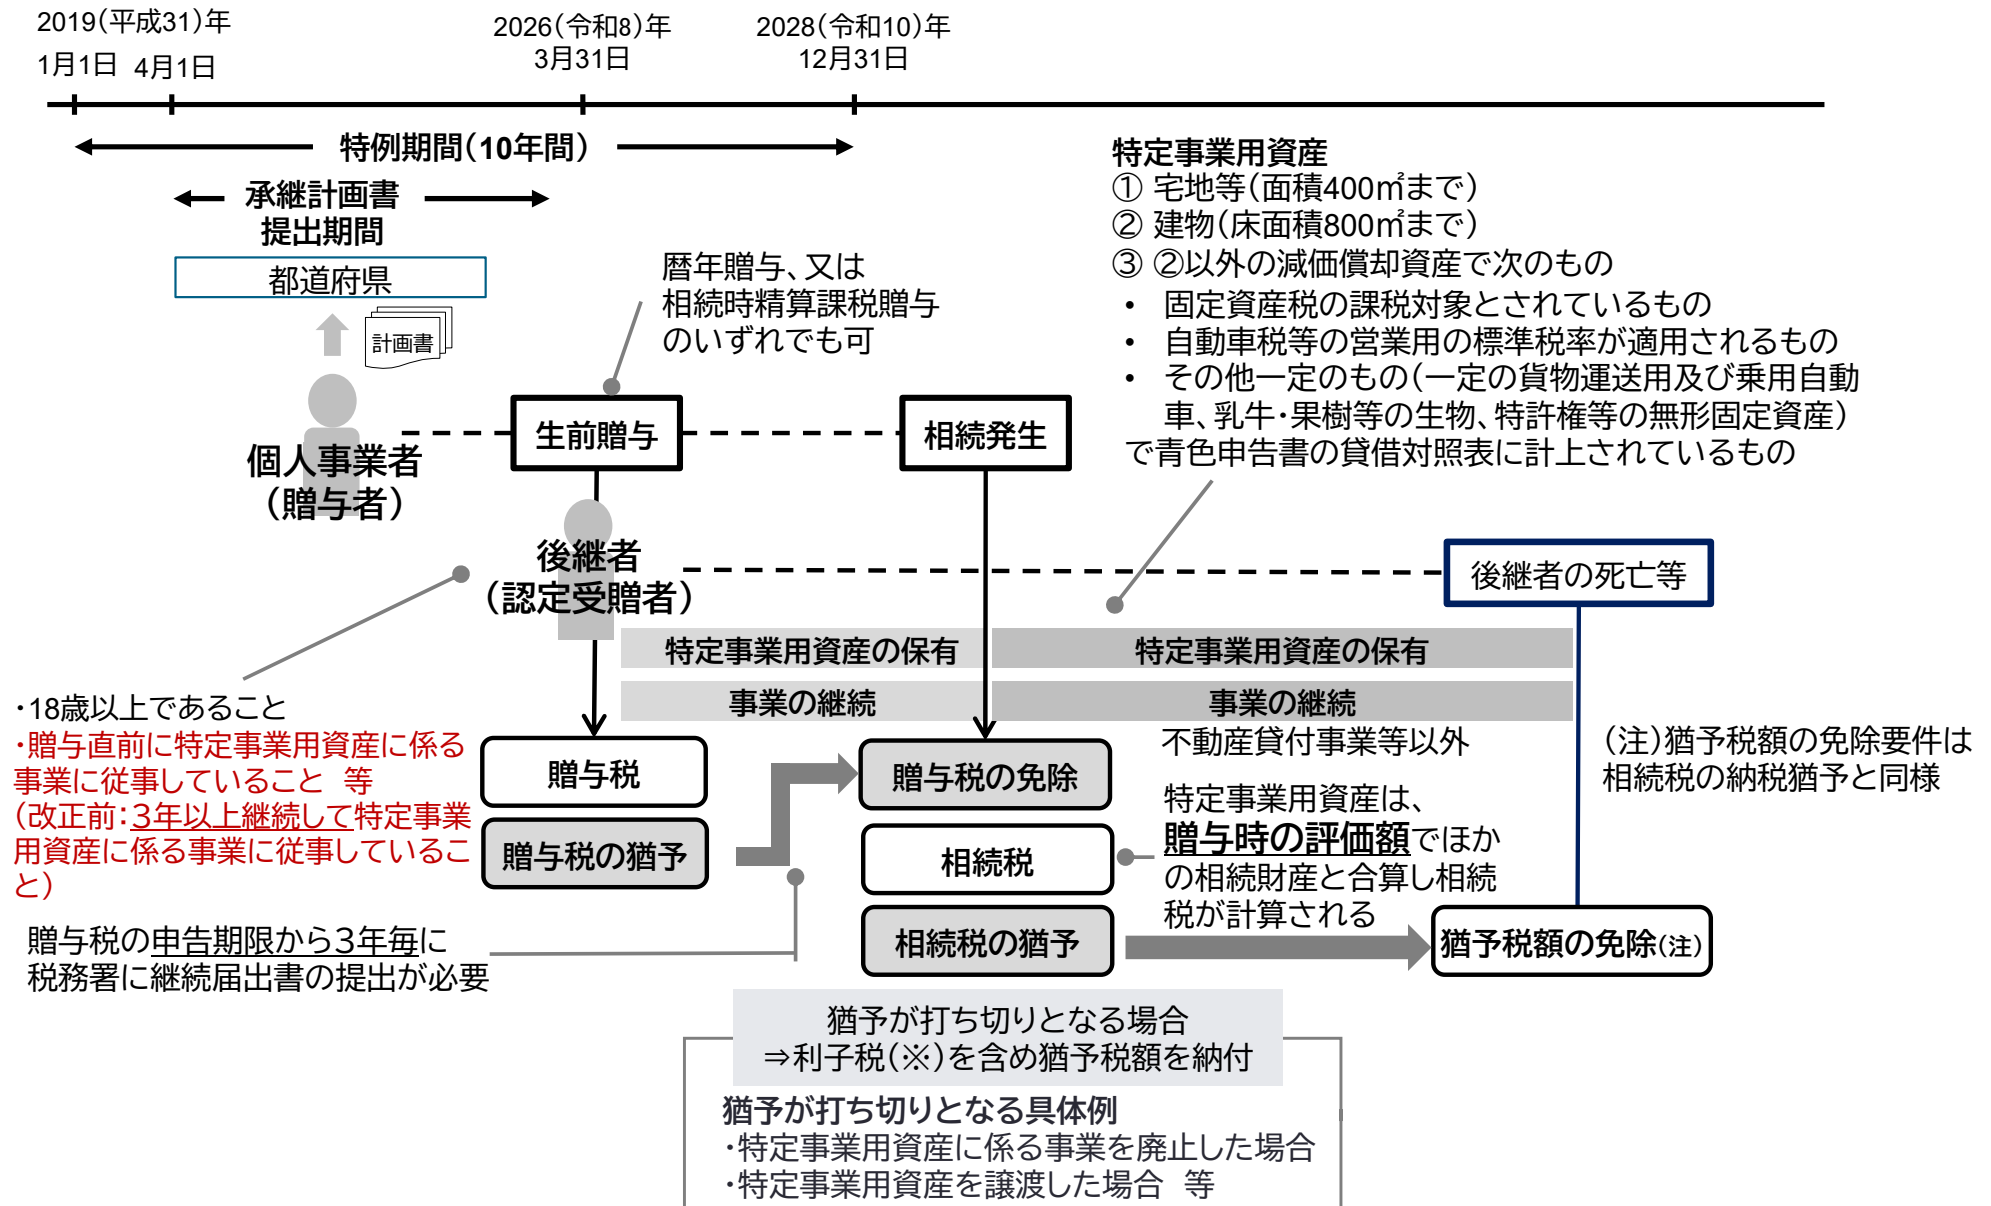 2019(平成31)年
1月1日 4月1日
2026(令和8)年
3月31日
2028(令和10)年
12月31日
特例期間(10年間)
承継計画書
提出期間
都道府県
計画書
個人事業者
(贈与者)
暦年贈与、又は
相続時精算課税贈与
のいずれでも可
生前贈与
相続発生
特定事業用資産
① 宅地等(面積400㎡まで)
② 建物(床面積800㎡まで)
③ ②以外の減価償却資産で次のもの
• 固定資産税の課税対象とされているもの
• 自動車税等の営業用の標準税率が適用されるもの
• その他一定のもの(一定の貨物運送用及び乗用自動
車、乳牛・果樹等の生物、特許権等の無形固定資産)
で青色申告書の貸借対照表に計上されているもの
後継者
(認定受贈者)
後継者の死亡等
特定事業用資産の保有
特定事業用資産の保有
事業の継続
事業の継続
不動産貸付事業等以外
・18歳以上であること
・贈与直前に特定事業用資産に係る
事業に従事していること 等
(改正前:3年以上継続して特定事業
用資産に係る事業に従事しているこ
と)
贈与税の申告期限から3年毎に
税務署に継続届出書の提出が必要
贈与税
贈与税の猶予
贈与税の免除
相続税
相続税の猶予
特定事業用資産は、
贈与時の評価額でほか
の相続財産と合算し相続
税が計算される
(注)猶予税額の免除要件は
相続税の納税猶予と同様
猶予税額の免除(注)
猶予が打ち切りとなる場合
⇒利子税(※)を含め猶予税額を納付
猶予が打ち切りとなる具体例
・特定事業用資産に係る事業を廃止した場合
・特定事業用資産を譲渡した場合 等